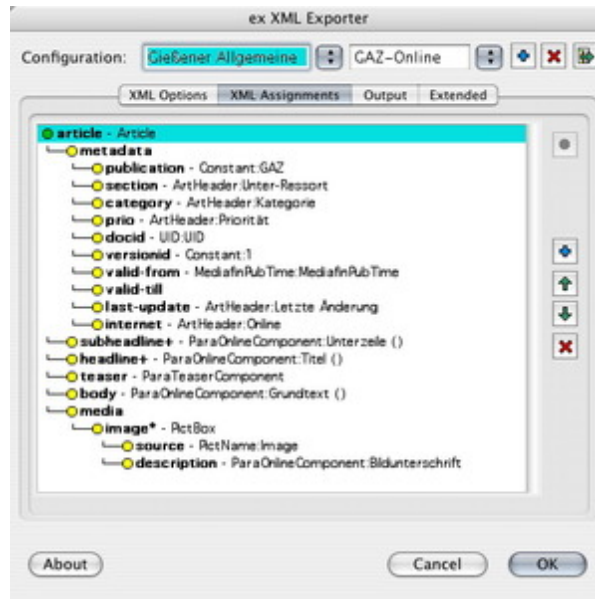 ex XML Exporter
Configuration: Gießener Allgemeine GAZ-Online
XML Options XML Assignments Output Extended
article - Article
metadata
publication - Constant:GAZ
section - ArtHeader:Unter-Ressort
category - ArtHeader:Kategorie
prio - ArtHeader:Priorität
docid - UID:UID
versionid - Constant:1
valid-from - MediafinPubTime:MediafinPubTime
valid-till
last-update - ArtHeader:Letzte Änderung
internet - ArtHeader:Online
subheadline+ - ParaOnlineComponent:Unterzeile ()
headline+ - ParaOnlineComponent:Titel ()
teaser - ParaTeaserComponent
body - ParaOnlineComponent:Grundtext ()
media
image* - PictBox
source - PictName:Image
description - ParaOnlineComponent:Bildunterschrift
About Cancel OK